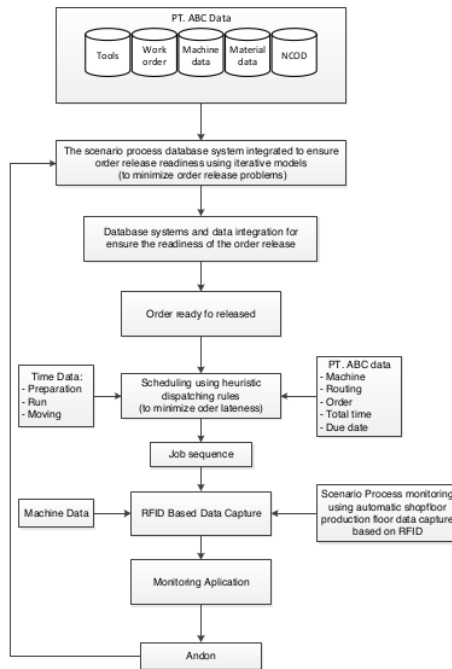 PT. ABC Data
Tools
Work
order
Machine
data
Material
data
NCOD
The scenario process database system integrated to ensure
order release readiness using iterative models
(to minimize order release problems)
Database systems and data integration for
ensure the readiness of the order release
Order ready fo released
Time Data:
- Preparation
- Run
- Moving
Scheduling using heuristic
dispatching rules
(to minimize oder lateness)
PT. ABC data
- Machine
- Routing
- Order
- Total time
- Due date
Job sequence
Machine Data
RFID Based Data Capture
Scenario Process monitoring
using automatic shopfloor
production floor data capture
based on RFID
Monitoring Aplication
Andon